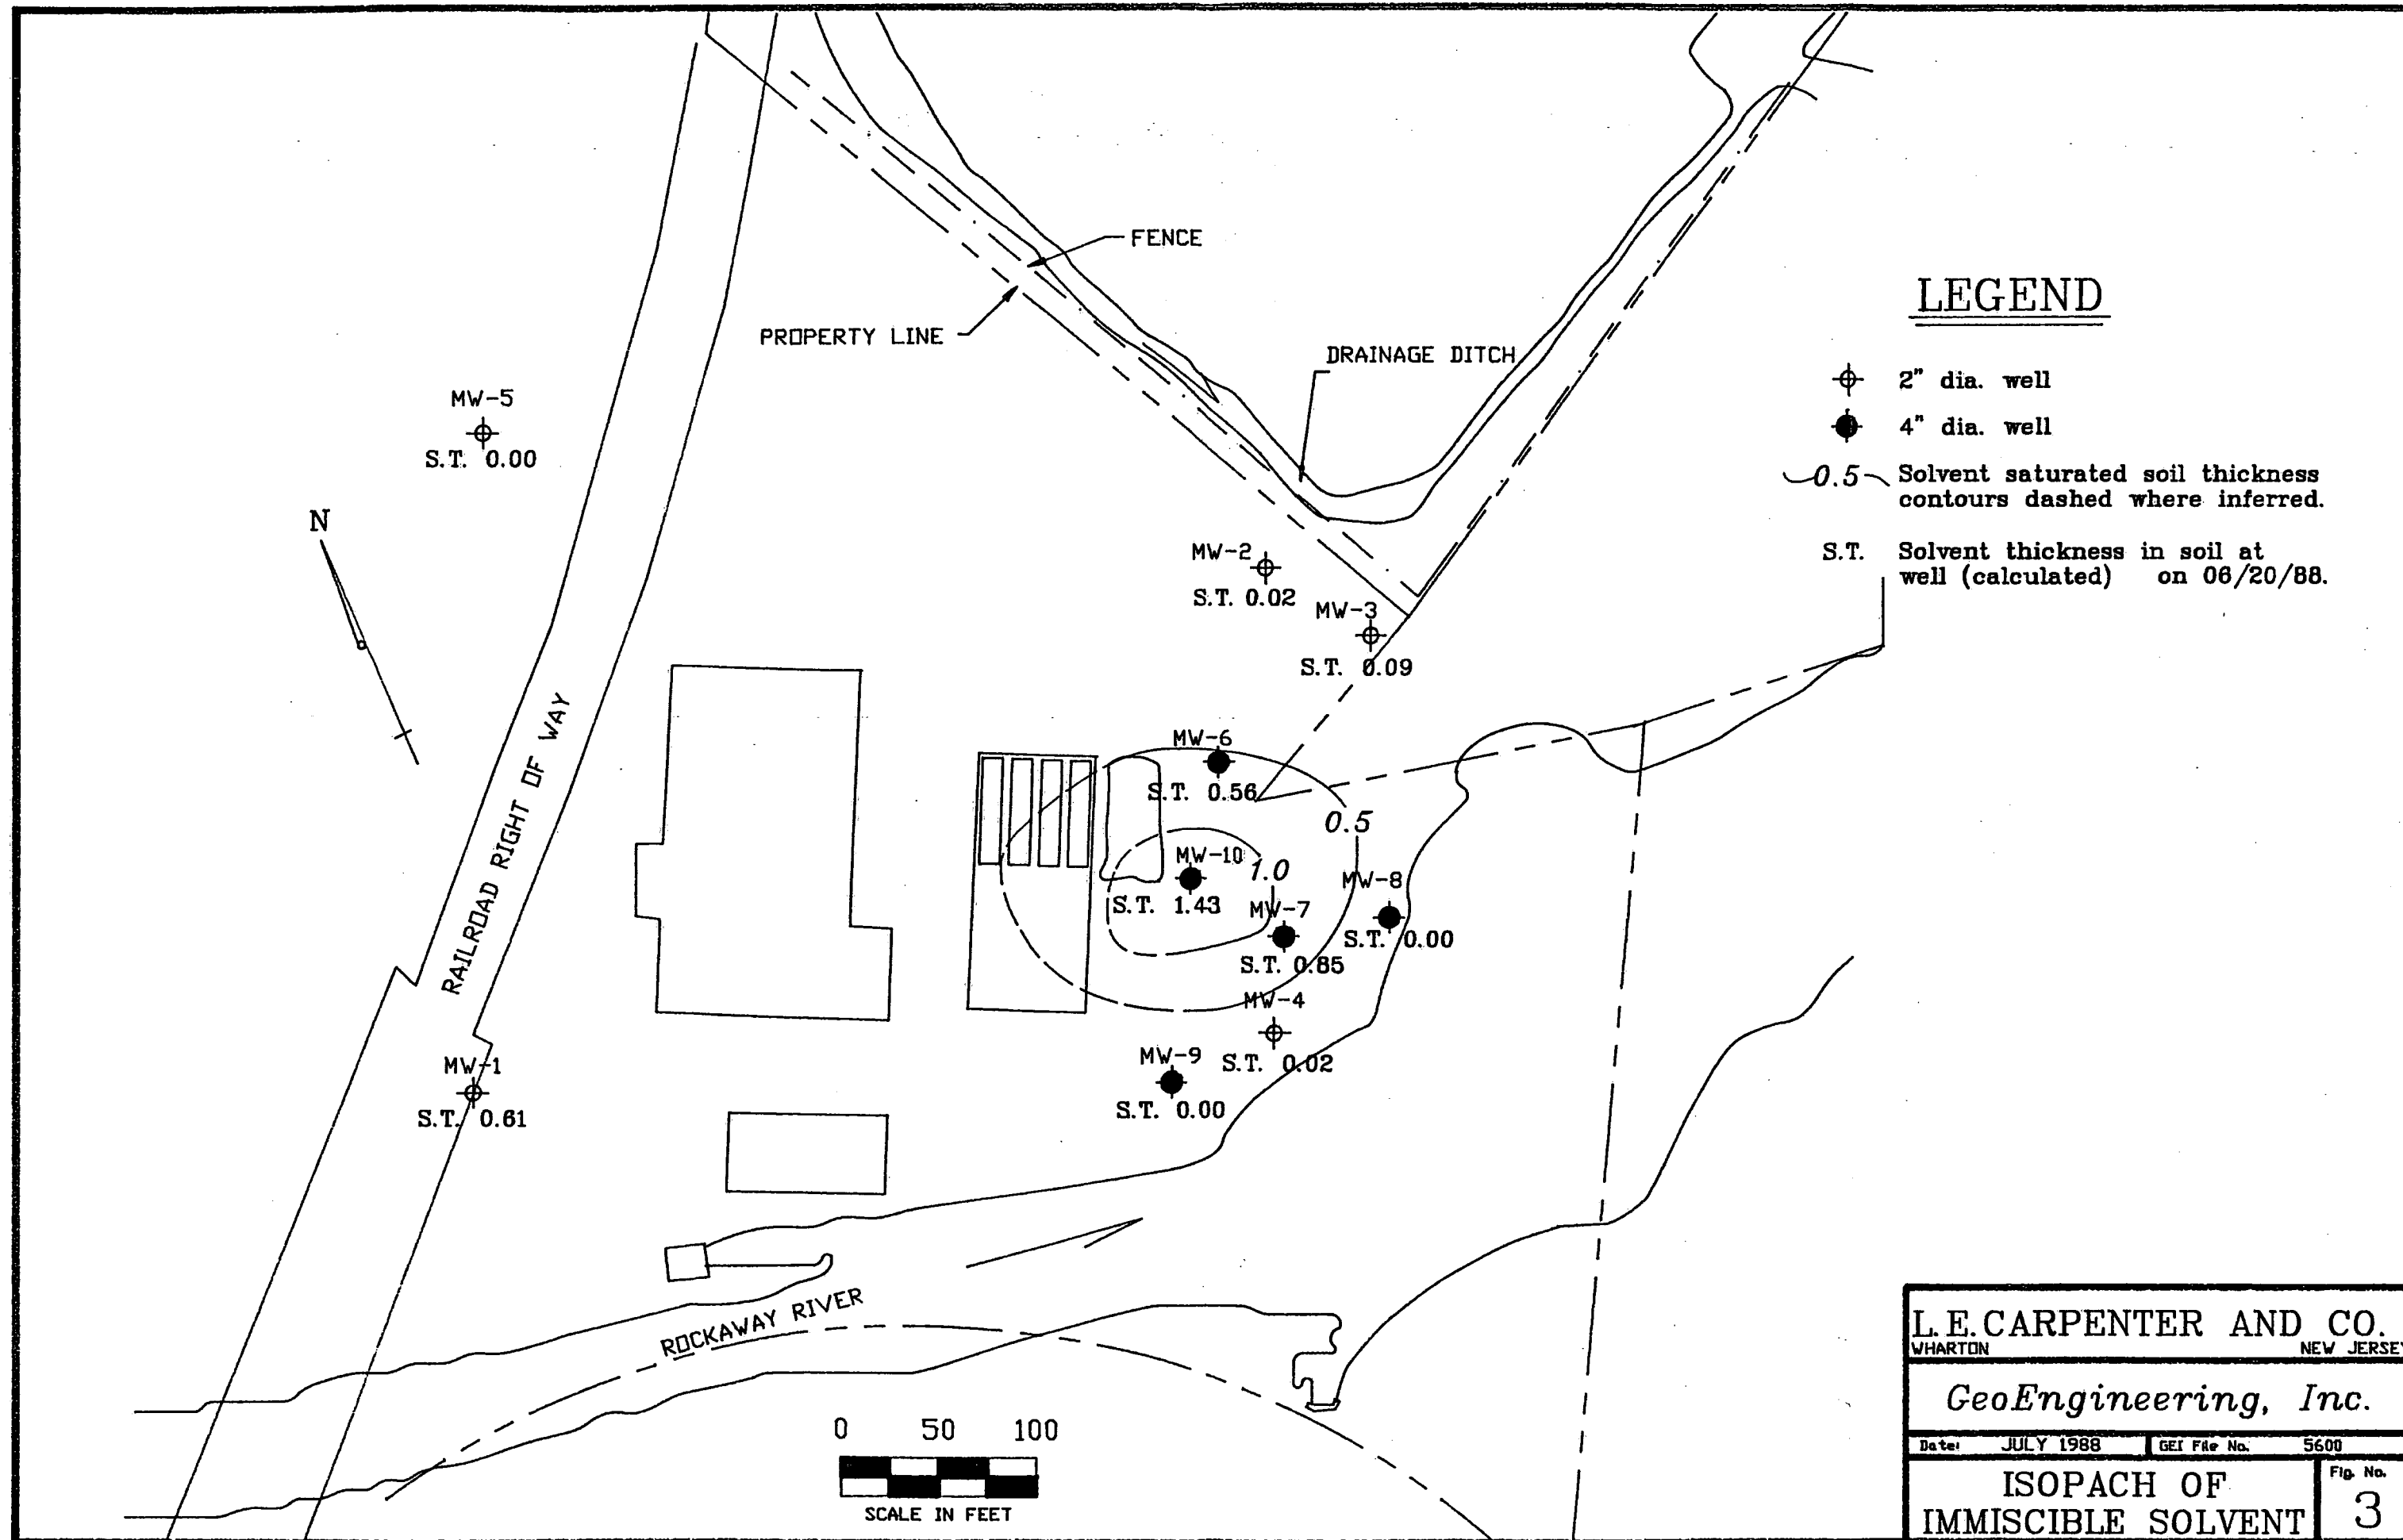 FENCE
PROPERTY LINE
DRAINAGE DITCH
MW-5
S.T. 0.00
N
MW-2
S.T. 0.02
MW-3
S.T. 0.09
RAILROAD RIGHT OF WAY
MW-6
S.T. 0.56
0.5
MW-10
1.0
S.T. 1.43
MW-7
S.T. 0.85
MW-8
S.T. 0.00
MW-4
S.T. 0.02
MW-9
S.T. 0.00
MW-1
S.T. 0.61
ROCKAWAY RIVER
0 50 100
SCALE IN FEET
LEGEND
2" dia. well
4" dia. well
0.5 Solvent saturated soil thickness
contours dashed where inferred.
S.T. Solvent thickness in soil at
well (calculated) on 06/20/88.
L.E.CARPENTER AND CO.
WHARTON NEW JERSEY
GeoEngineering, Inc.
Date: JULY 1988 GEI File No. 5600
ISOPACH OF
IMMISCIBLE SOLVENT
Fig. No.
3